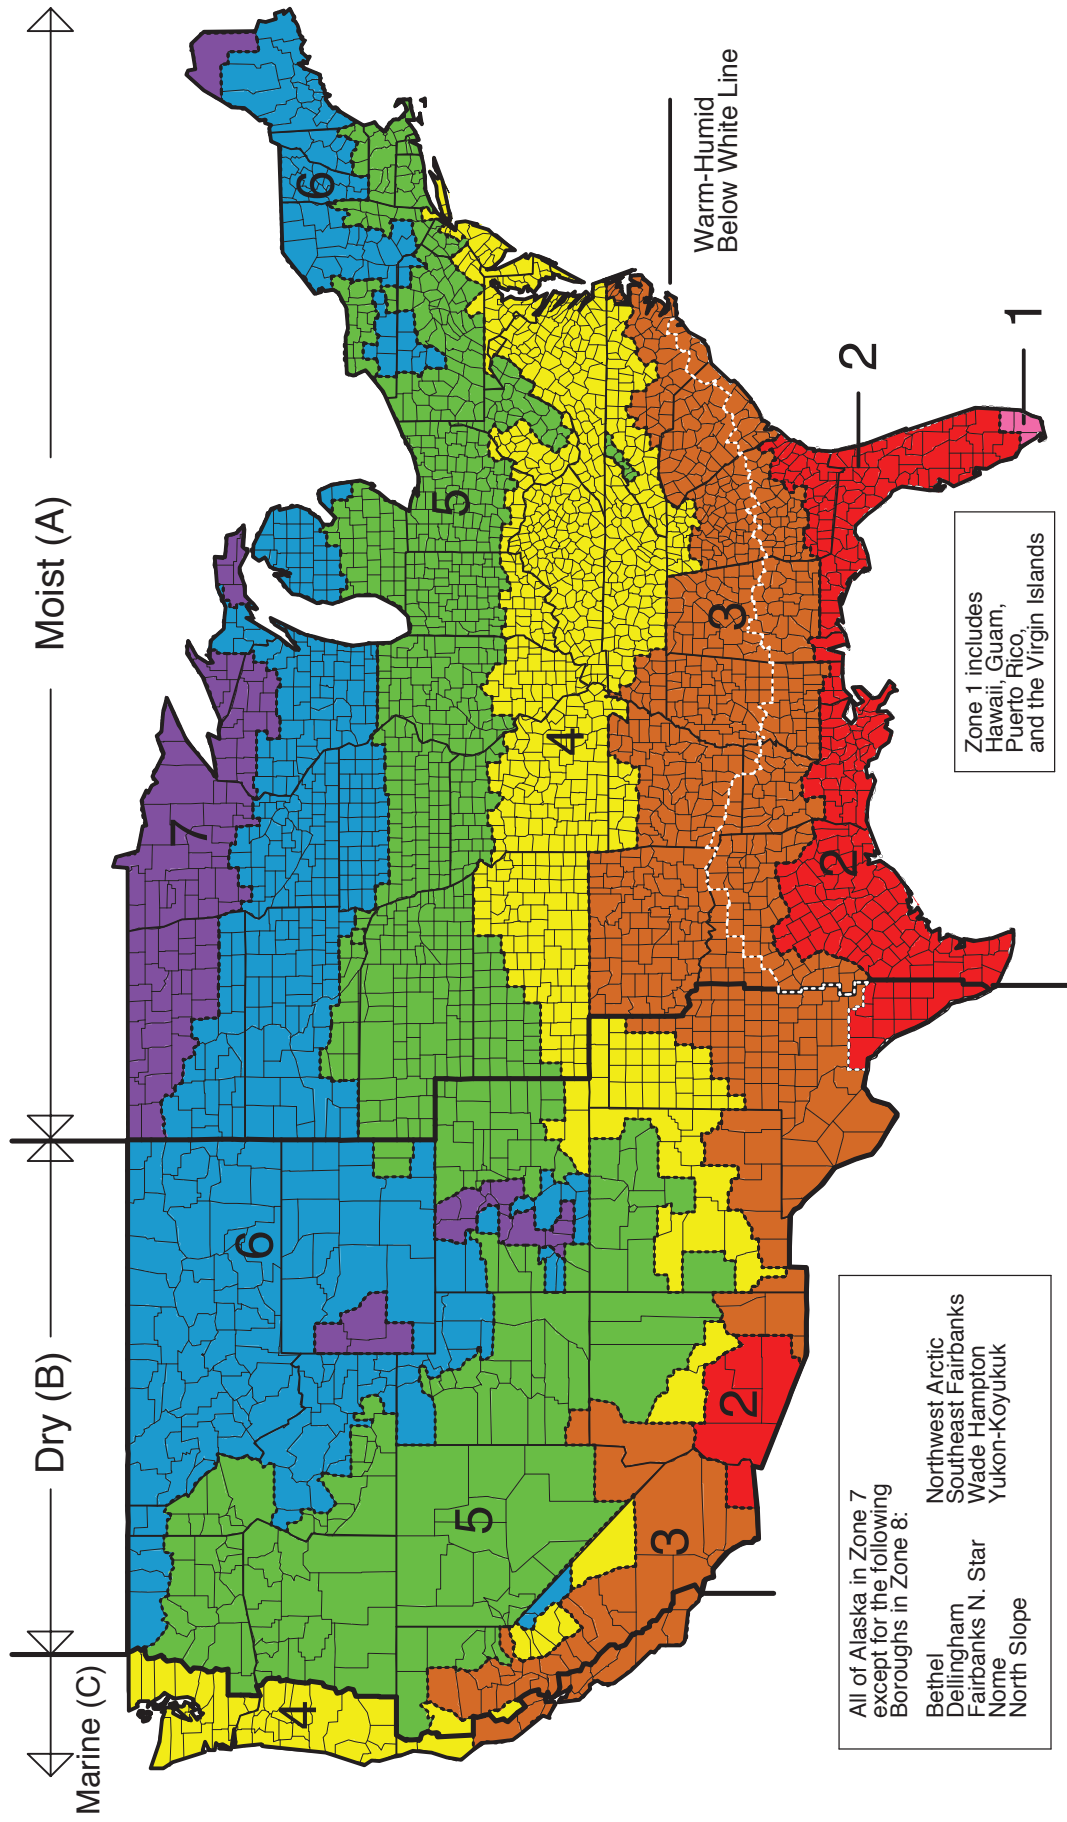 Marine (C)
Dry (B)
Moist (A)
7
6
6
5
5
4
4
3
3
2
2
2
1
Warm-Humid
Below White Line
All of Alaska in Zone 7
except for the following
Boroughs in Zone 8:
Bethel
Dellingham
Fairbanks N. Star
Nome
North Slope
Northwest Arctic
Southeast Fairbanks
Wade Hampton
Yukon-Koyukuk
Zone 1 includes
Hawaii, Guam,
Puerto Rico,
and the Virgin Islands